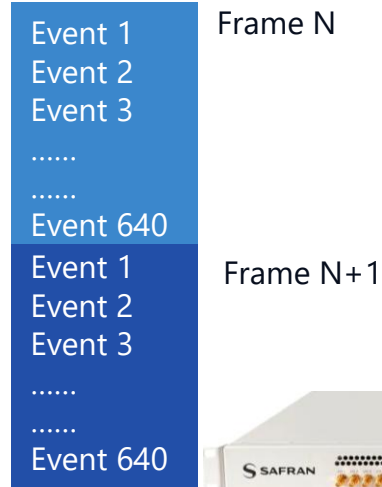 Frame N
Event 1
Event 2
Event 3
......
......
Event 640
Frame N+1
Event 1
Event 2
Event 3
......
......
Event 640
SAFRAN